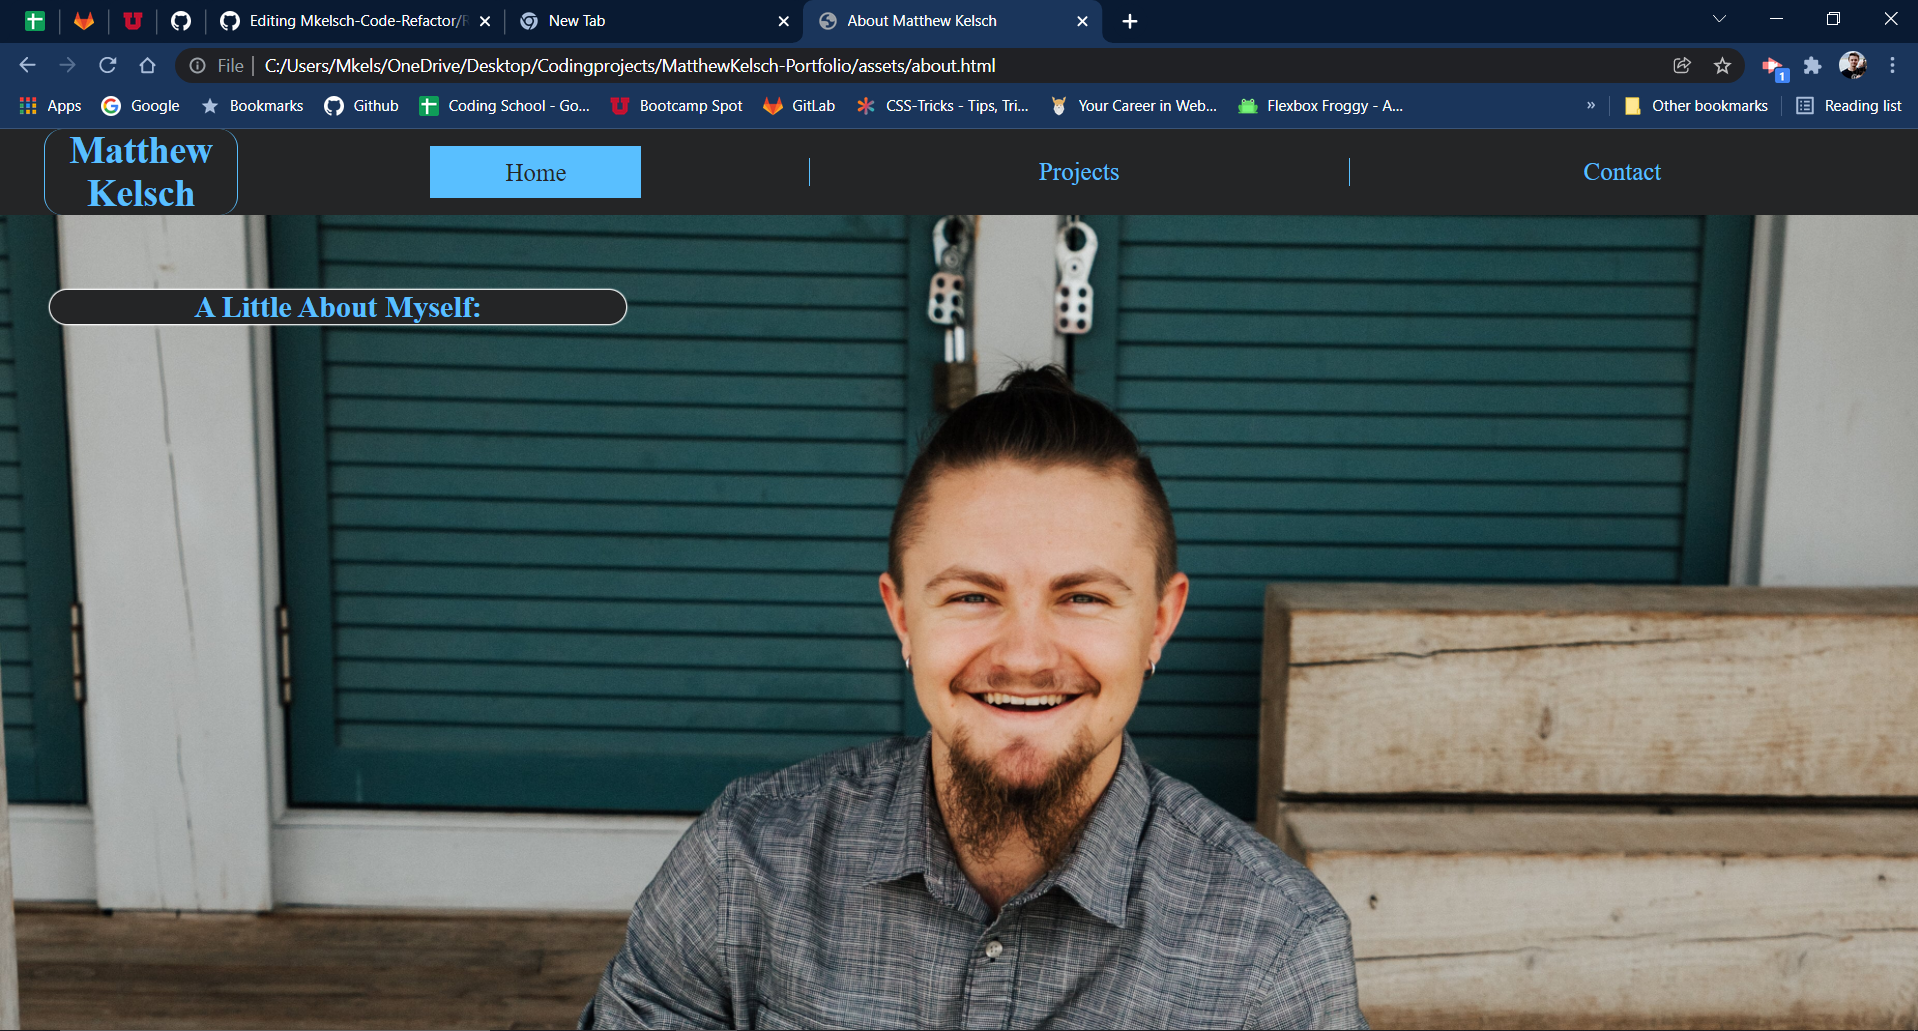 Editing Mkelsch-Code-Refactor/R
New Tab
About Matthew Kelsch
File
C:/Users/Mkels/OneDrive/Desktop/Codingprojects/MatthewKelsch-Portfolio/assets/about.html
1
Apps
Google
Bookmarks
Github
Coding School - Go...
Bootcamp Spot
GitLab
CSS-Tricks - Tips, Tri...
Your Career in Web...
Flexbox Froggy - A...
»
Other bookmarks
Reading list
Matthew
Kelsch
Home
Projects
Contact
A Little About Myself: